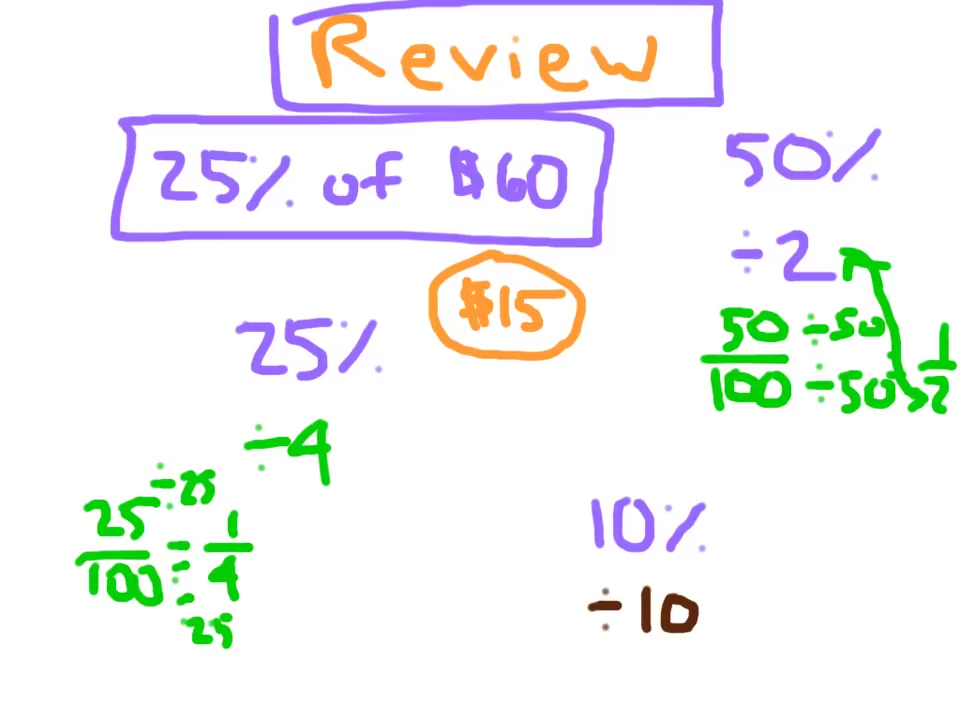 Review
25% of $60
$15
50%
÷2
50 ÷50
100 ÷50 1/2
25%
÷4
÷25
25/100 = 1/4
÷25
10%
÷10